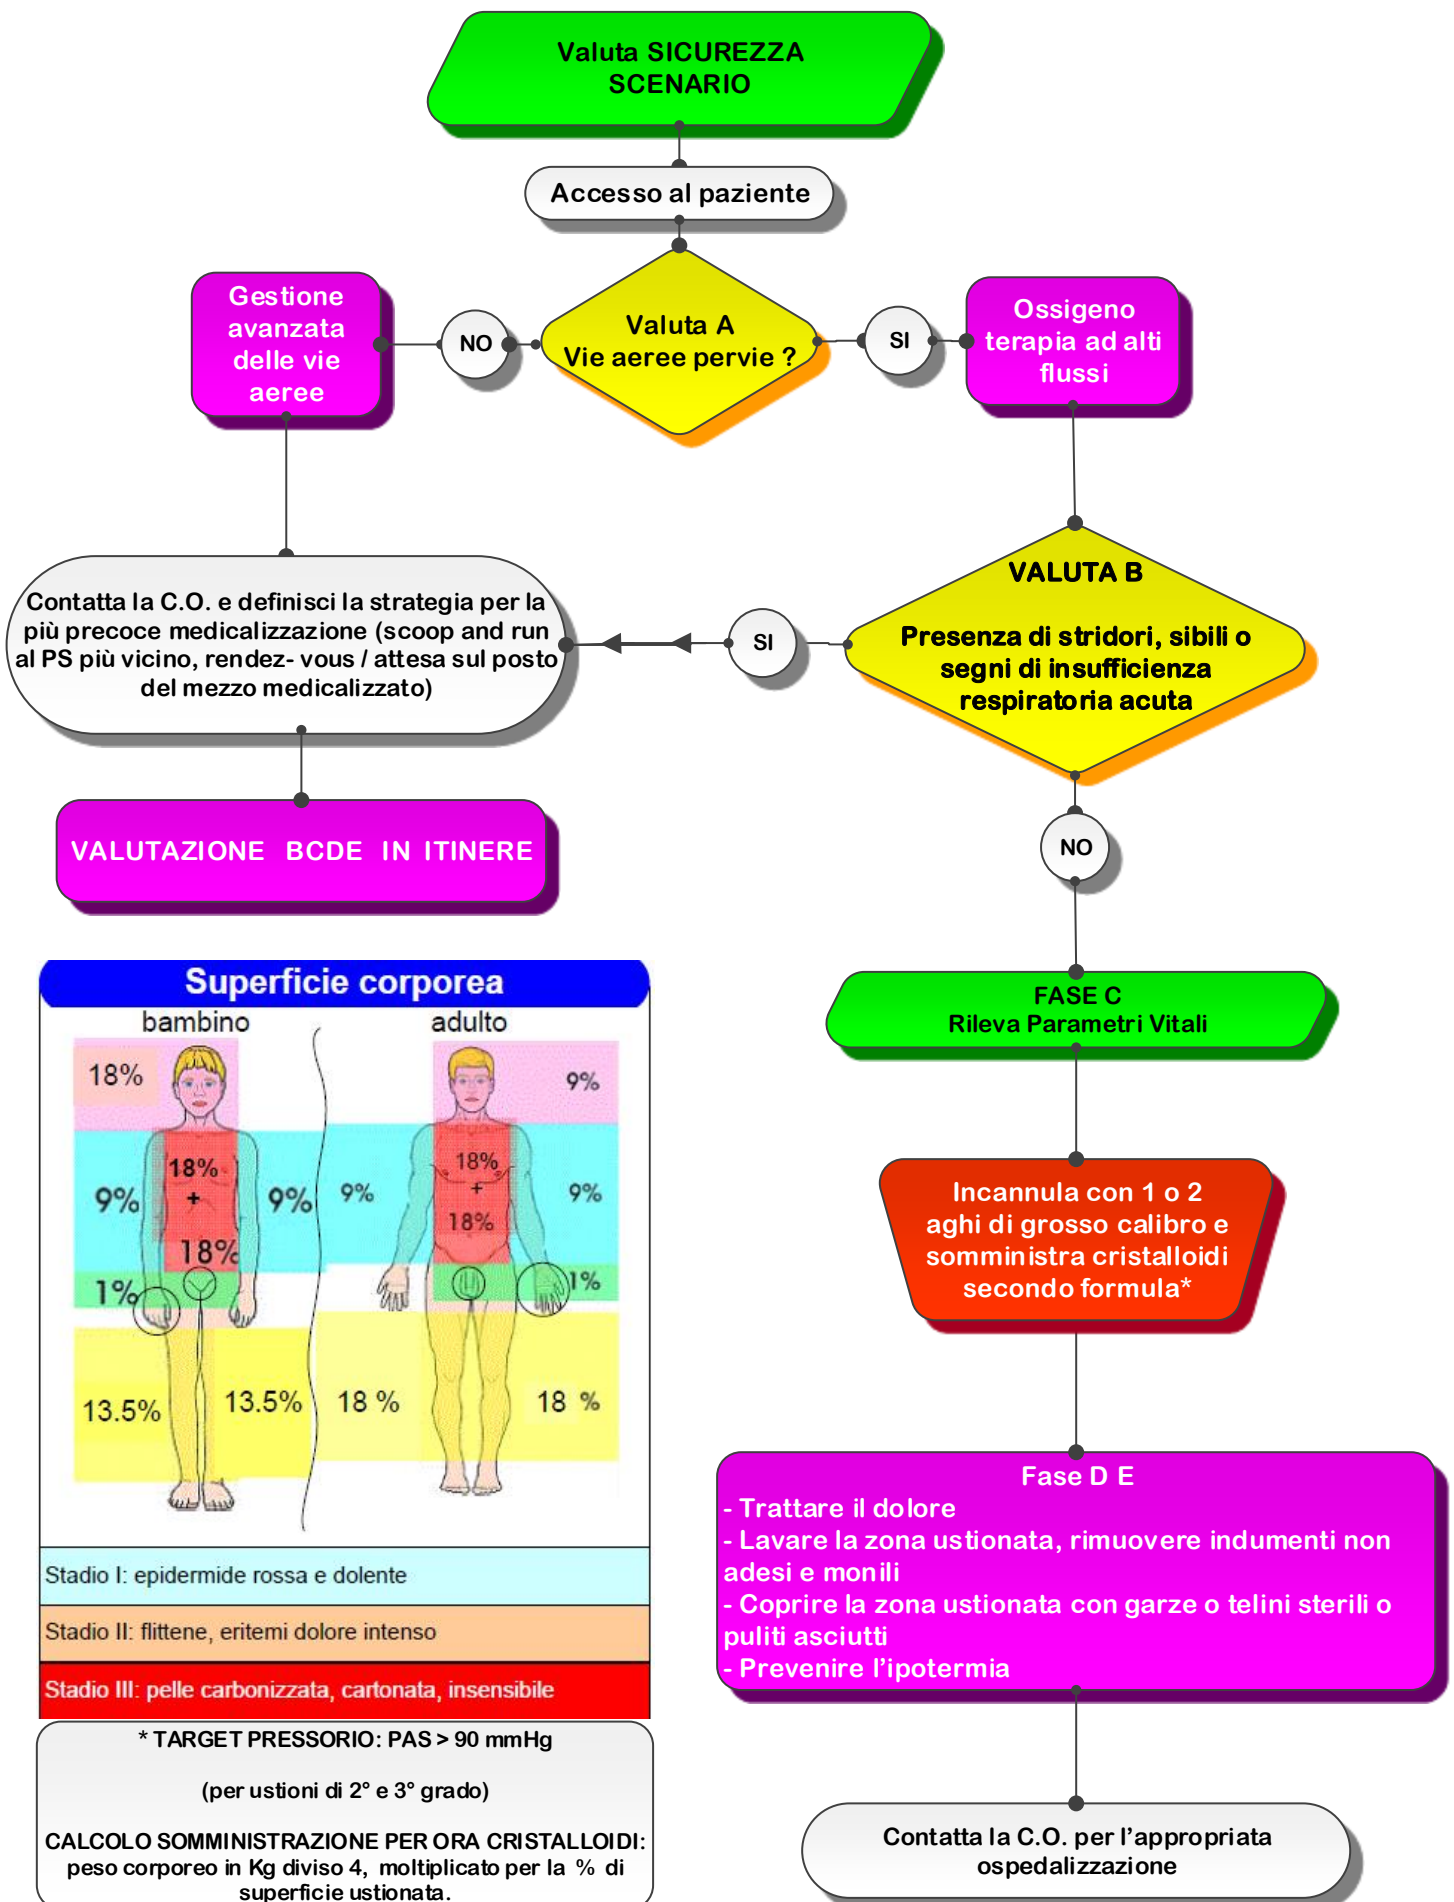 Valuta SICUREZZA
SCENARIO
Accesso al paziente
Gestione
avanzata
delle vie
aeree
NO
Valuta A
Vie aeree pervie ?
SI
Ossigeno
terapia ad alti
flussi
Contatta la C.O. e definisci la strategia per la
più precoce medicalizzazione (scoop and run
al PS più vicino, rendez- vous / attesa sul posto
del mezzo medicalizzato)
SI
VALUTA B
Presenza di stridori, sibili o
segni di insufficienza
respiratoria acuta
VALUTAZIONE BCDE IN ITINERE
NO
FASE C
Rileva Parametri Vitali
Incannula con 1 o 2
aghi di grosso calibro e
somministra cristalloidi
secondo formula*
Fase D E
- Trattare il dolore
- Lavare la zona ustionata, rimuovere indumenti non
adesi e monili
- Coprire la zona ustionata con garze o telini sterili o
puliti asciutti
- Prevenire l'ipotermia
Contatta la C.O. per l'appropriata
ospedalizzazione
Superficie corporea
bambino
adulto
18%
9%
18%
+
18%
9%
9%
9%
18%
+
18%
9%
1%
1%
13.5%
13.5%
18 %
18 %
Stadio I: epidermide rossa e dolente
Stadio II: flittene, eritemi dolore intenso
Stadio III: pelle carbonizzata, cartonata, insensibile
* TARGET PRESSORIO: PAS > 90 mmHg
(per ustioni di 2° e 3° grado)
CALCOLO SOMMINISTRAZIONE PER ORA CRISTALLOIDI:
peso corporeo in Kg diviso 4, moltiplicato per la % di
superficie ustionata.